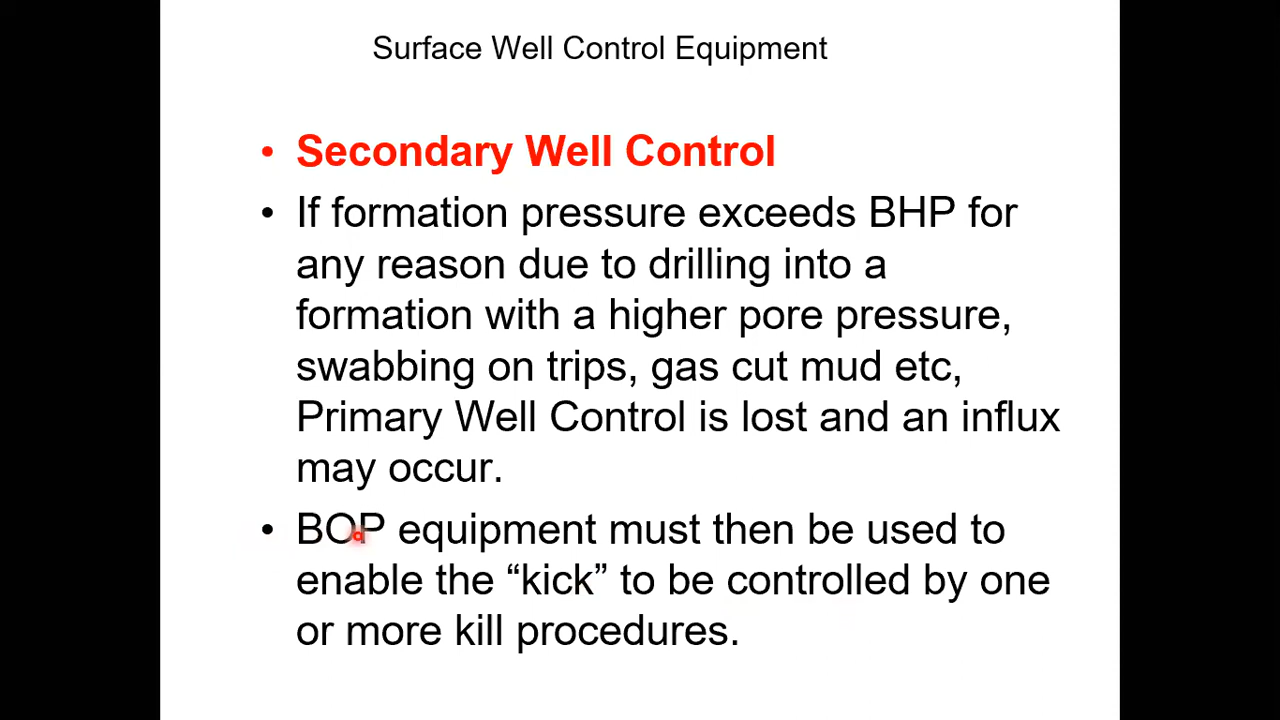 Surface Well Control Equipment
• Secondary Well Control
• If formation pressure exceeds BHP for
any reason due to drilling into a
formation with a higher pore pressure,
swabbing on trips, gas cut mud etc,
Primary Well Control is lost and an influx
may occur.
• BOP equipment must then be used to
enable the “kick” to be controlled by one
or more kill procedures.